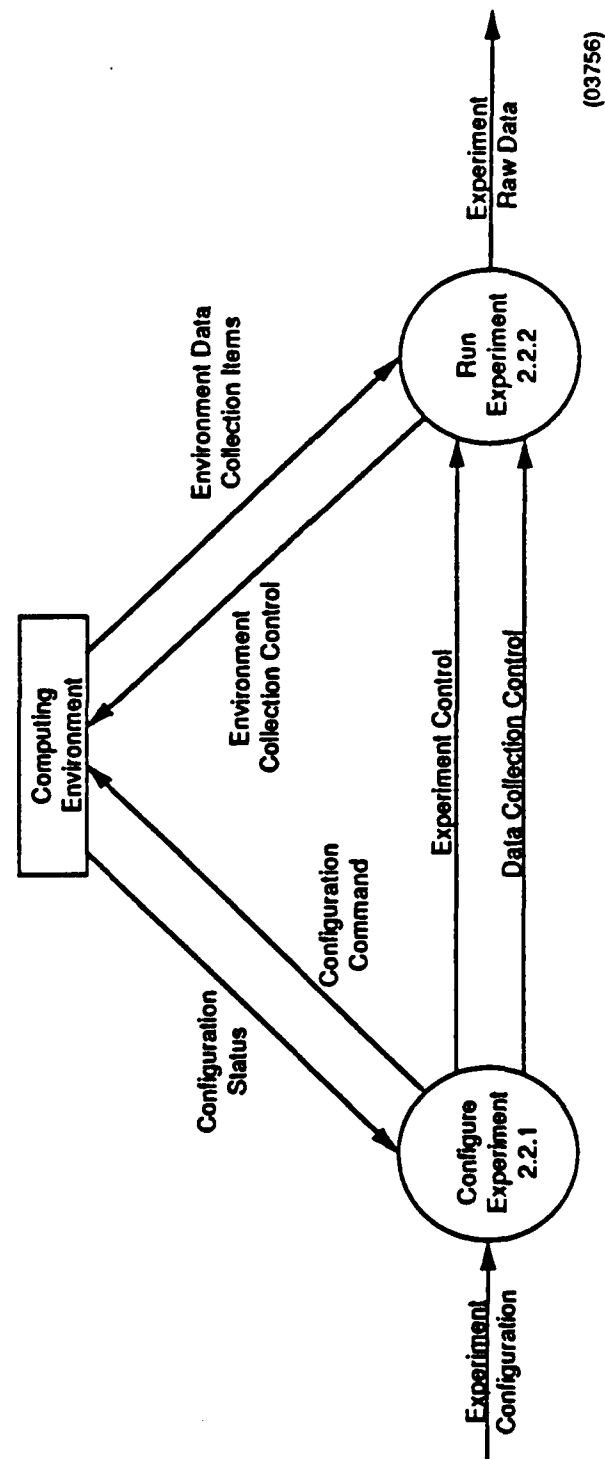 Computing
Environment
Configuration
Status
Configuration
Command
Environment
Collection Control
Environment Data
Collection Items
Experiment
Configuration
Configure
Experiment
2.2.1
Experiment Control
Data Collection Control
Run
Experiment
2.2.2
Experiment
Raw Data
(03756)